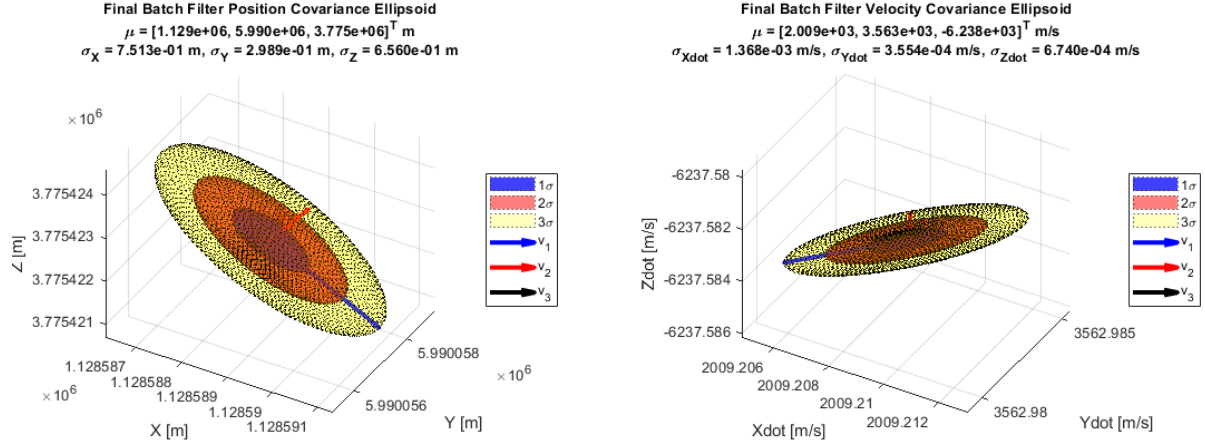 Final Batch Filter Position Covariance Ellipsoid
μ = [1.129e+06, 5.990e+06, 3.775e+06]^T m
σ_X = 7.513e-01 m, σ_Y = 2.989e-01 m, σ_Z = 6.560e-01 m
× 10^6
3.775424
3.775423
3.775422
3.775421
Z [m]
1.128587
1.128588
1.128589
1.12859
1.128591
× 10^6
X [m]
5.990058
5.990056
× 10^6
Y [m]
1σ
2σ
3σ
v_1
v_2
v_3
Final Batch Filter Velocity Covariance Ellipsoid
μ = [2.009e+03, 3.563e+03, -6.238e+03]^T m/s
σ_Xdot = 1.368e-03 m/s, σ_Ydot = 3.554e-04 m/s, σ_Zdot = 6.740e-04 m/s
-6237.58
-6237.582
-6237.584
-6237.586
Zdot [m/s]
2009.206
2009.208
2009.21
2009.212
Xdot [m/s]
3562.985
3562.98
Ydot [m/s]
1σ
2σ
3σ
v_1
v_2
v_3